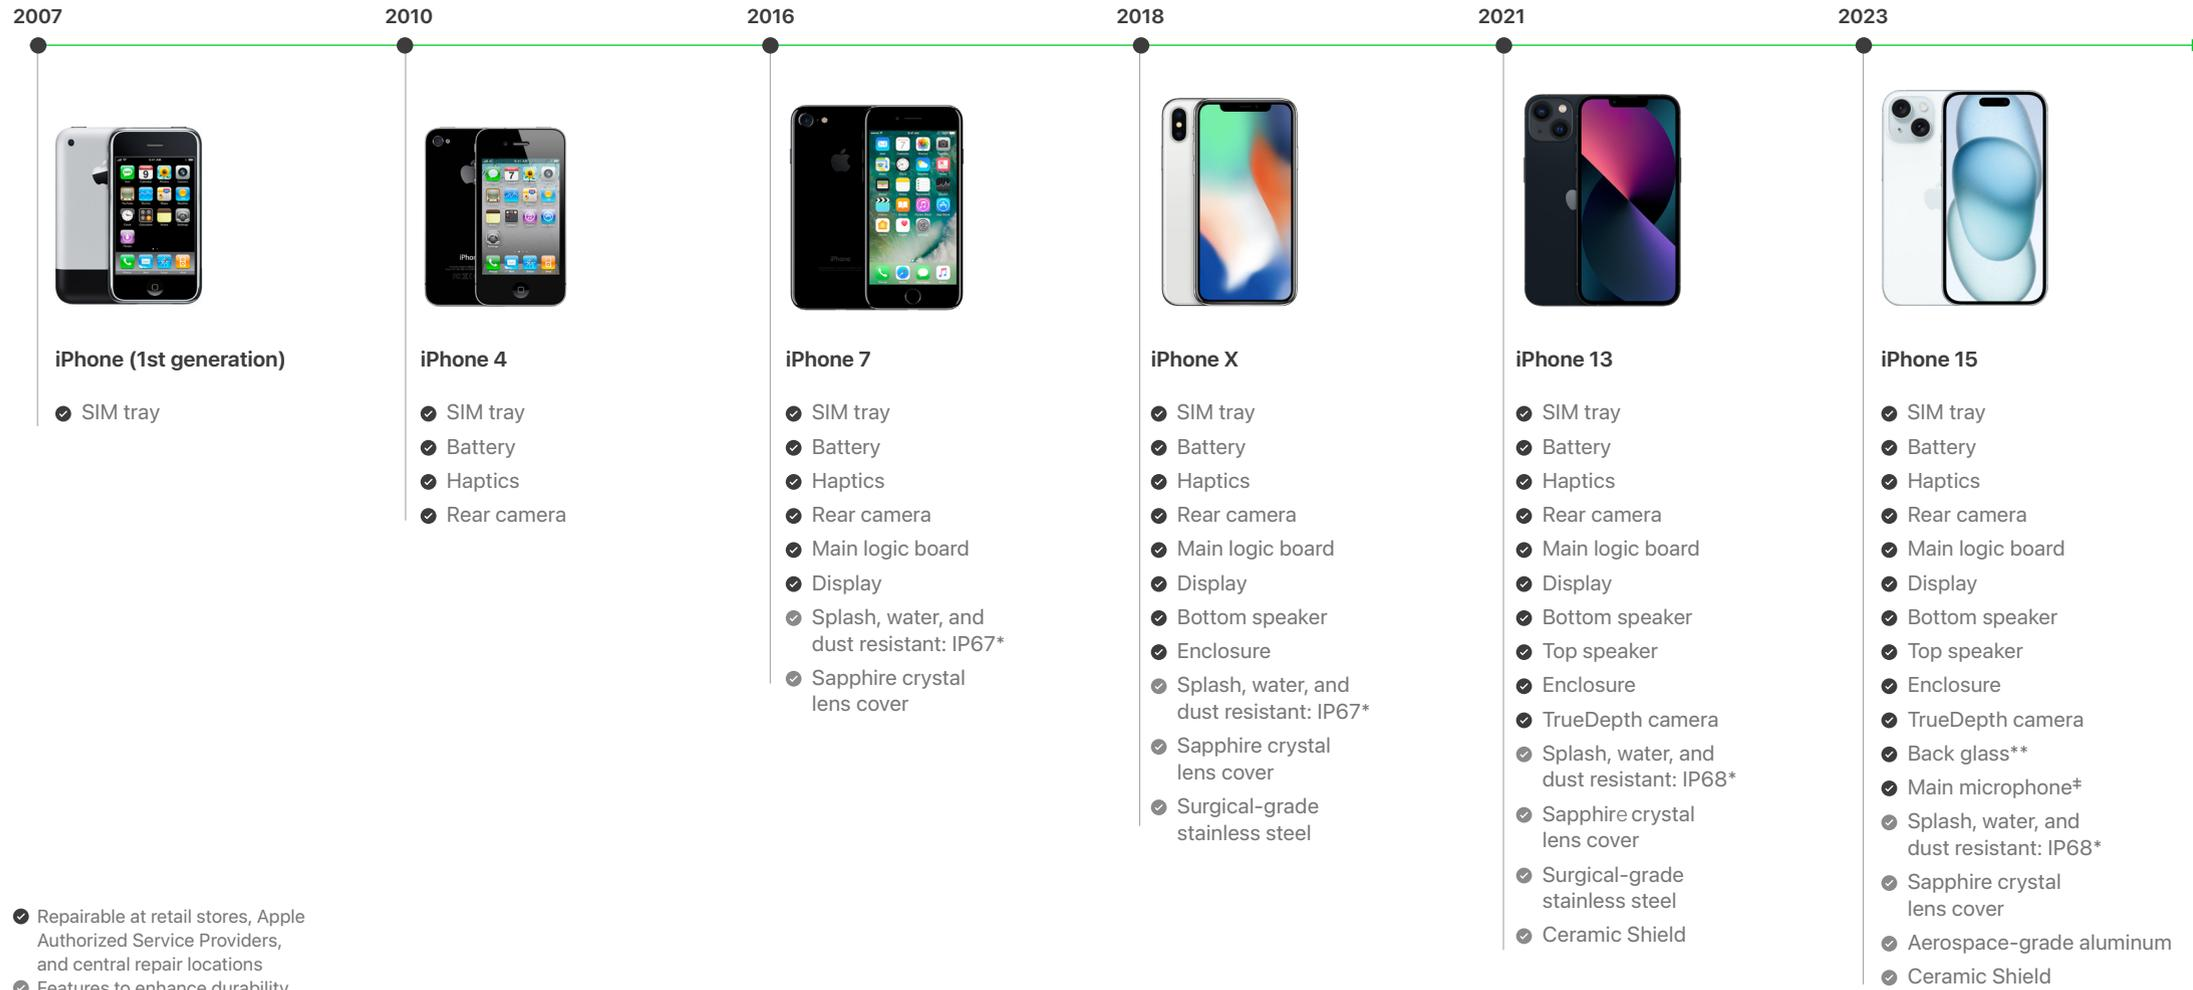 2007
2010
2016
2018
2021
2023
iPhone (1st generation)
SIM tray
iPhone 4
SIM tray
Battery
Haptics
Rear camera
iPhone 7
SIM tray
Battery
Haptics
Rear camera
Main logic board
Display
Splash, water, and
dust resistant: IP67*
Sapphire crystal
lens cover
iPhone X
SIM tray
Battery
Haptics
Rear camera
Main logic board
Display
Bottom speaker
Enclosure
Splash, water, and
dust resistant: IP67*
Sapphire crystal
lens cover
Surgical-grade
stainless steel
iPhone 13
SIM tray
Battery
Haptics
Rear camera
Main logic board
Display
Bottom speaker
Top speaker
Enclosure
TrueDepth camera
Splash, water, and
dust resistant: IP68*
Sapphire crystal
lens cover
Surgical-grade
stainless steel
Ceramic Shield
iPhone 15
SIM tray
Battery
Haptics
Rear camera
Main logic board
Display
Bottom speaker
Top speaker
Enclosure
TrueDepth camera
Back glass**
Main microphone‡
Splash, water, and
dust resistant: IP68*
Sapphire crystal
lens cover
Aerospace-grade aluminum
Ceramic Shield
Repairable at retail stores, Apple
Authorized Service Providers,
and central repair locations
Features to enhance durability